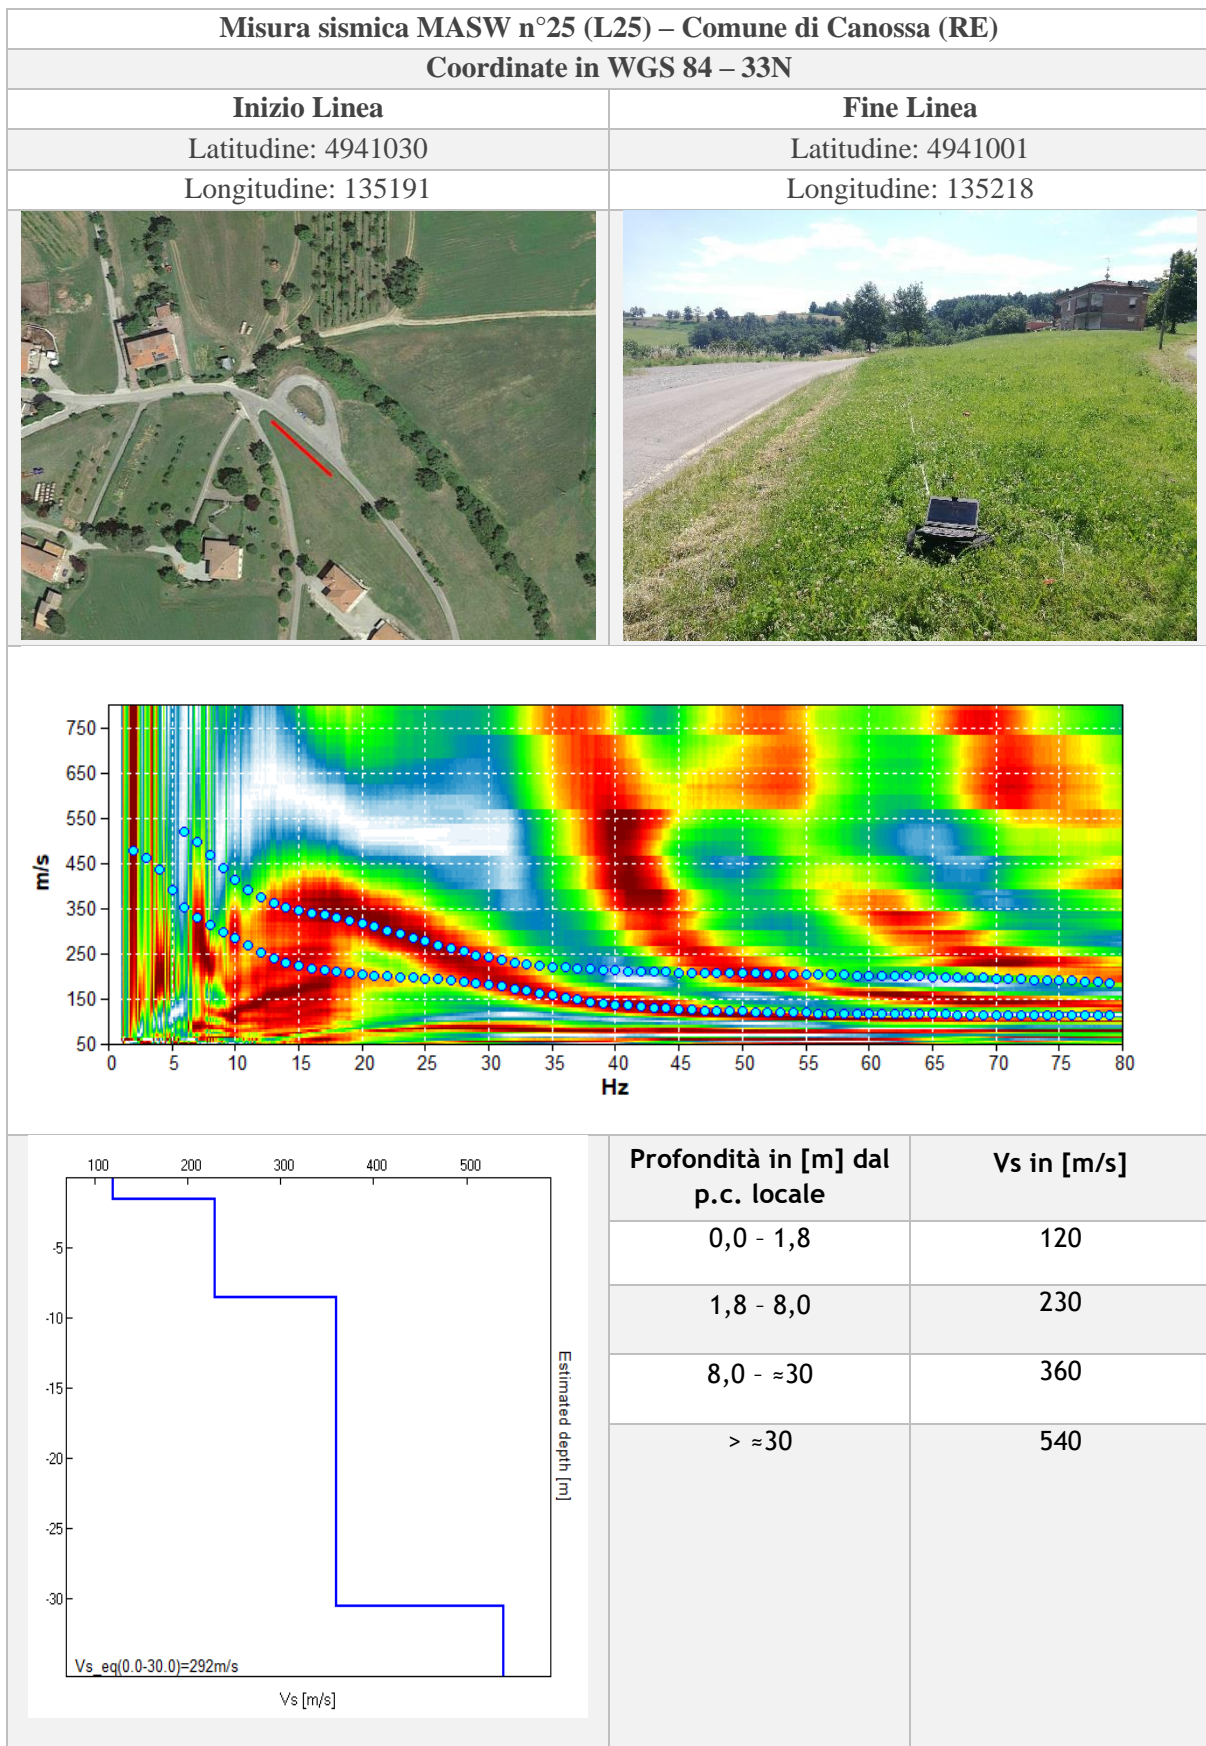 Misura sismica MASW n°25 (L25) – Comune di Canossa (RE)
Coordinate in WGS 84 – 33N
Inizio Linea
Fine Linea
Latitudine: 4941030
Latitudine: 4941001
Longitudine: 135191
Longitudine: 135218
750
650
550
450
350
250
150
50
m/s
0 5 10 15 20 25 30 35 40 45 50 55 60 65 70 75 80
Hz
100 200 300 400 500
-5
-10
-15
-20
-25
-30
Estimated depth [m]
Vs_eq(0.0-30.0)=292m/s
Vs [m/s]
Profondità in [m] dal
p.c. locale
Vs in [m/s]
0,0 – 1,8
120
1,8 – 8,0
230
8,0 – ≈30
360
> ≈30
540